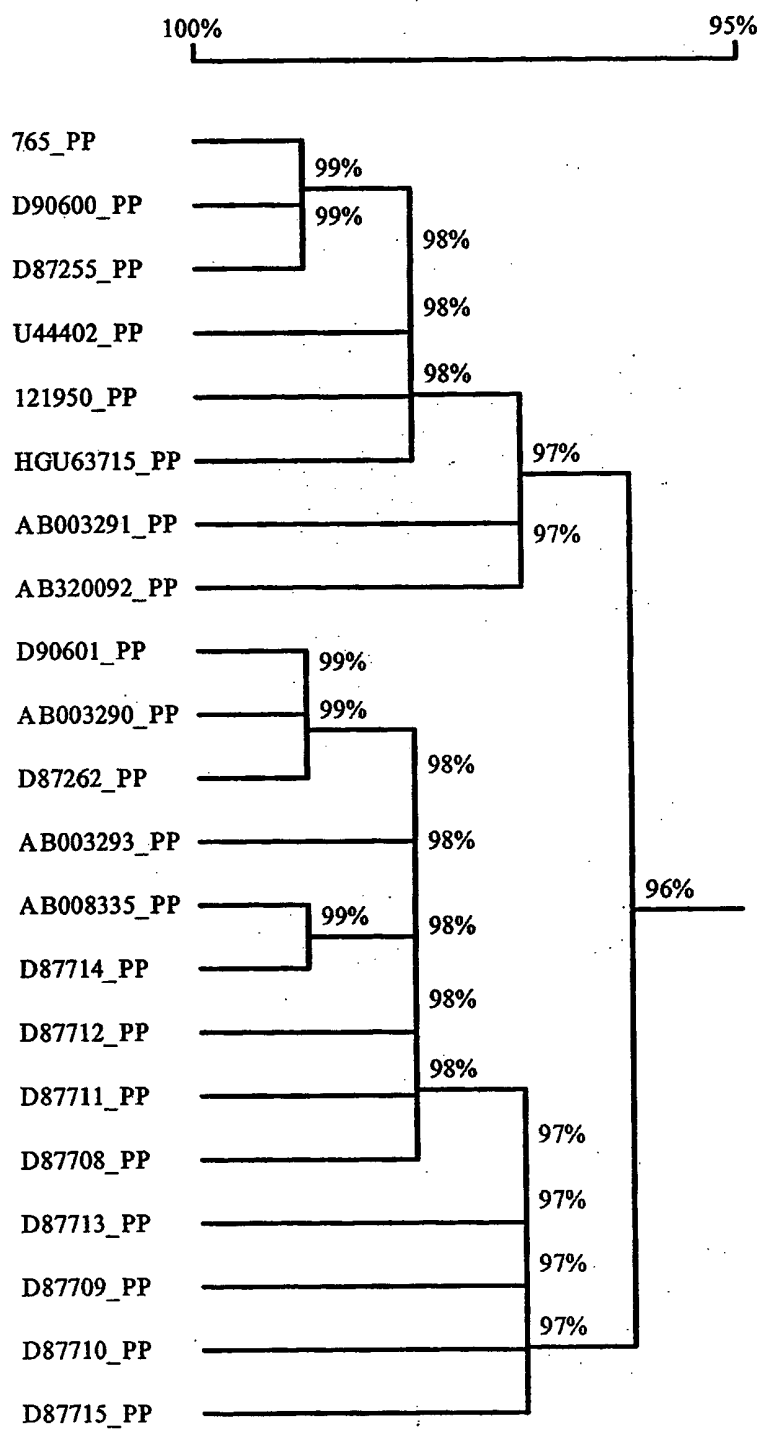 100% 95%
765_PP
99%
D90600_PP
99%
98%
D87255_PP
98%
U44402_PP
98%
121950_PP
97%
HGU63715_PP
AB003291_PP
97%
AB320092_PP
D90601_PP
99%
AB003290_PP
99%
98%
D87262_PP
98%
AB003293_PP
96%
AB008335_PP
99%
98%
D87714_PP
98%
D87712_PP
98%
D87711_PP
97%
D87708_PP
97%
D87713_PP
97%
D87709_PP
97%
D87710_PP
D87715_PP